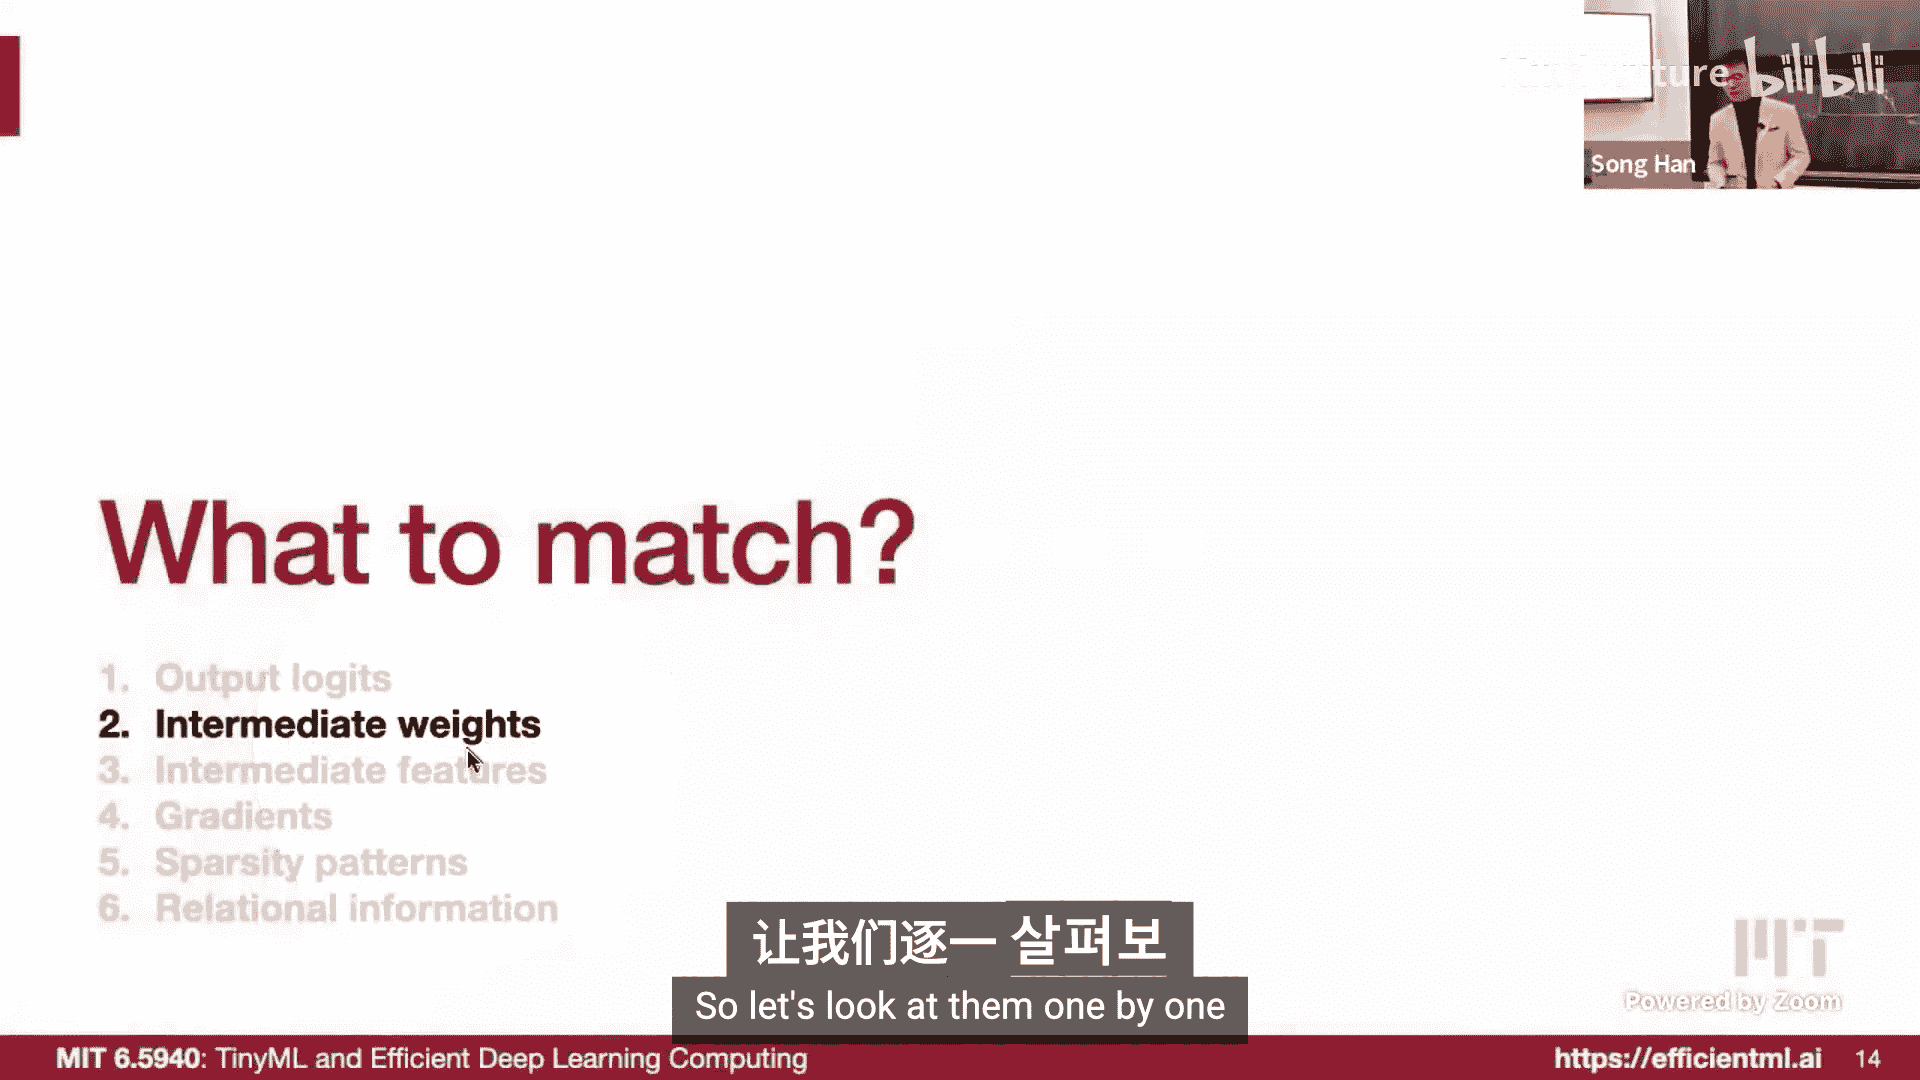 bilibili
Song Han
What to match?
1. Output logits
2. Intermediate weights
3. Intermediate features
4. Gradients
5. Sparsity patterns
6. Relational information
让我们逐一 살펴보
So let's look at them one by one
MIT
Powered by Zoom
MIT 6.5940: TinyML and Efficient Deep Learning Computing
https://efficientml.ai 14